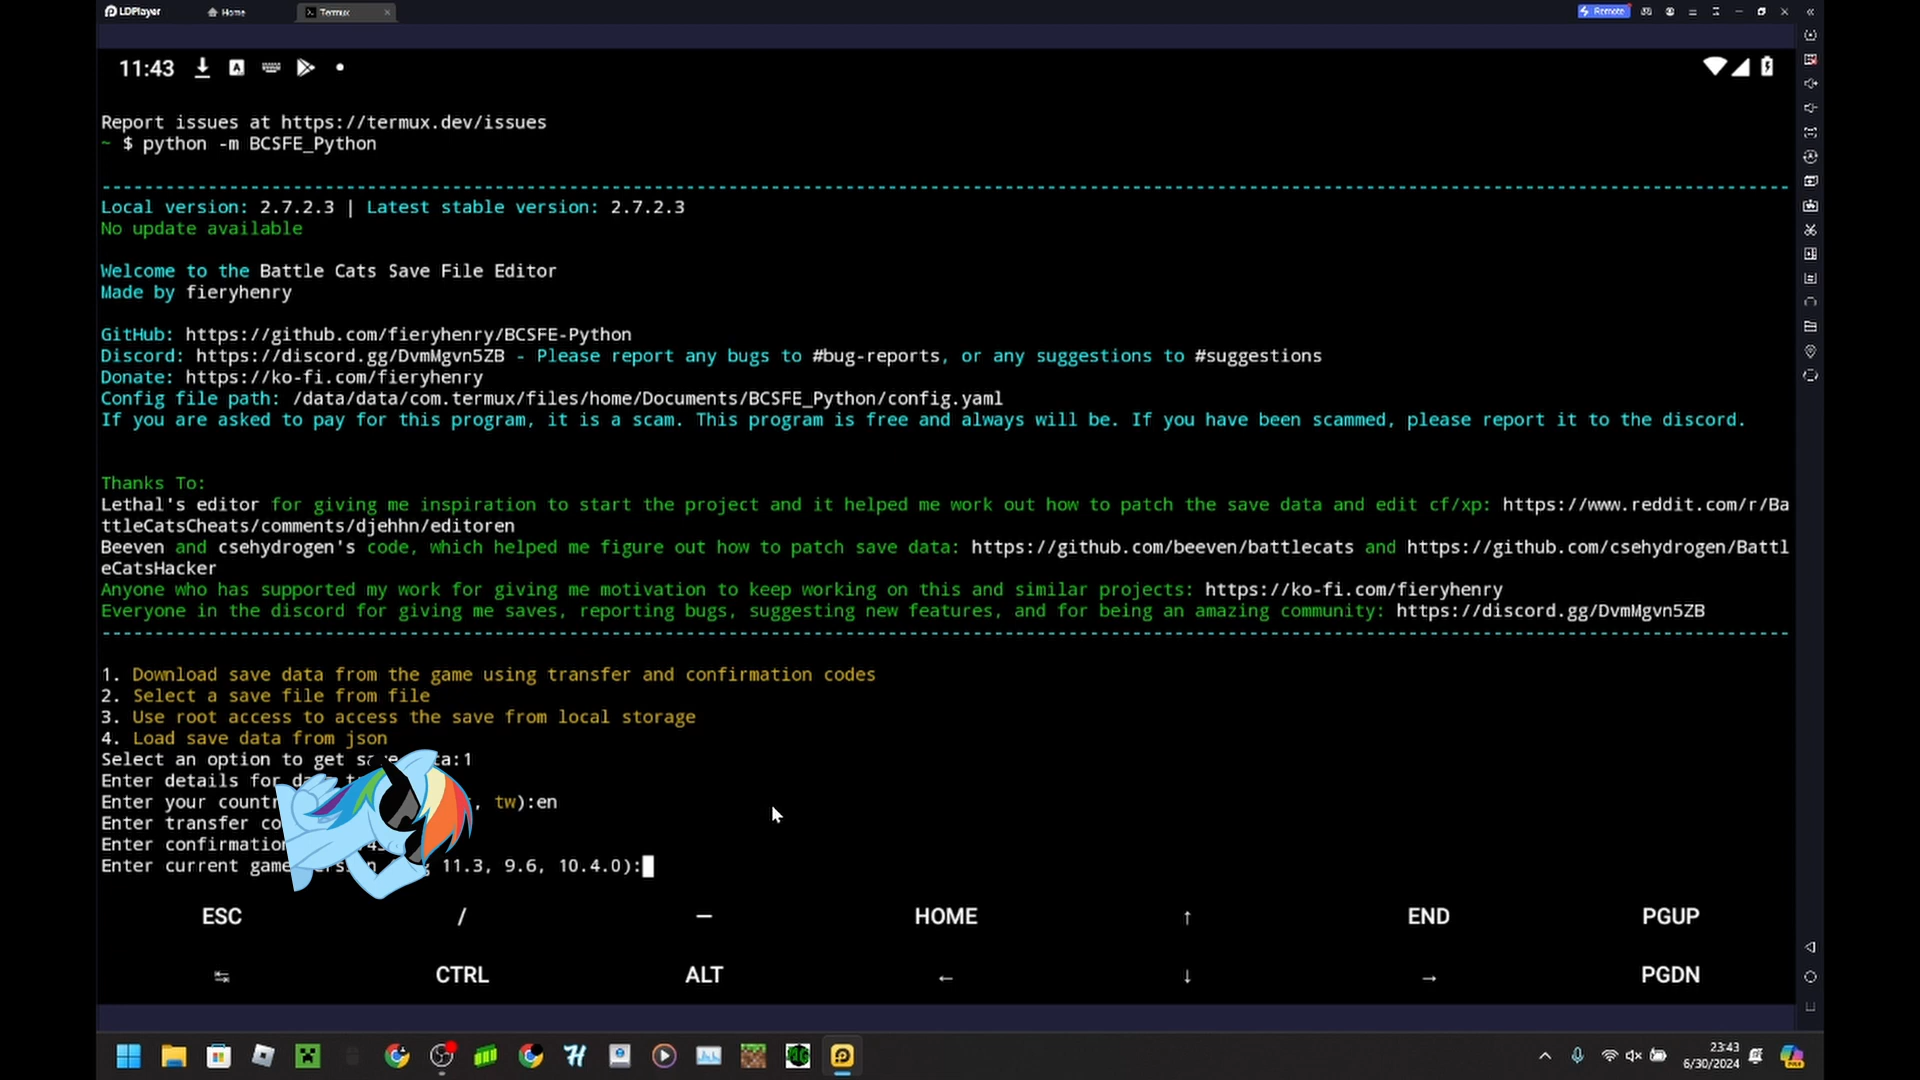 LDPlayer
Home
Termux
Remote
11:43
Report issues at https://termux.dev/issues
~ $ python -m BCSFE_Python
Local version: 2.7.2.3 | Latest stable version: 2.7.2.3
No update available
Welcome to the Battle Cats Save File Editor
Made by fieryhenry
GitHub: https://github.com/fieryhenry/BCSFE-Python
Discord: https://discord.gg/DvmMgvn5ZB - Please report any bugs to #bug-reports, or any suggestions to #suggestions
Donate: https://ko-fi.com/fieryhenry
Config file path: /data/data/com.termux/files/home/Documents/BCSFE_Python/config.yaml
If you are asked to pay for this program, it is a scam. This program is free and always will be. If you have been scammed, please report it to the discord.
Thanks To:
Lethal's editor for giving me inspiration to start the project and it helped me work out how to patch the save data and edit cf/xp: https://www.reddit.com/r/Ba
ttleCatsCheats/comments/djehhn/editoren
Beeven and csehydrogen's code, which helped me figure out how to patch save data: https://github.com/beeven/battlecats and https://github.com/csehydrogen/Battl
eCatsHacker
Anyone who has supported my work for giving me motivation to keep working on this and similar projects: https://ko-fi.com/fieryhenry
Everyone in the discord for giving me saves, reporting bugs, suggesting new features, and for being an amazing community: https://discord.gg/DvmMgvn5ZB
1. Download save data from the game using transfer and confirmation codes
2. Select a save file from file
3. Use root access to access the save from local storage
4. Load save data from json
Select an option to get ta:1
Enter details for
Enter your countr , tw):en
Enter transfer co
Enter confirmation
Enter current game 11.3, 9.6, 10.4.0):
ESC / — HOME ↑ END PGUP
CTRL ALT ← ↓ → PGDN
23:43
6/30/2024